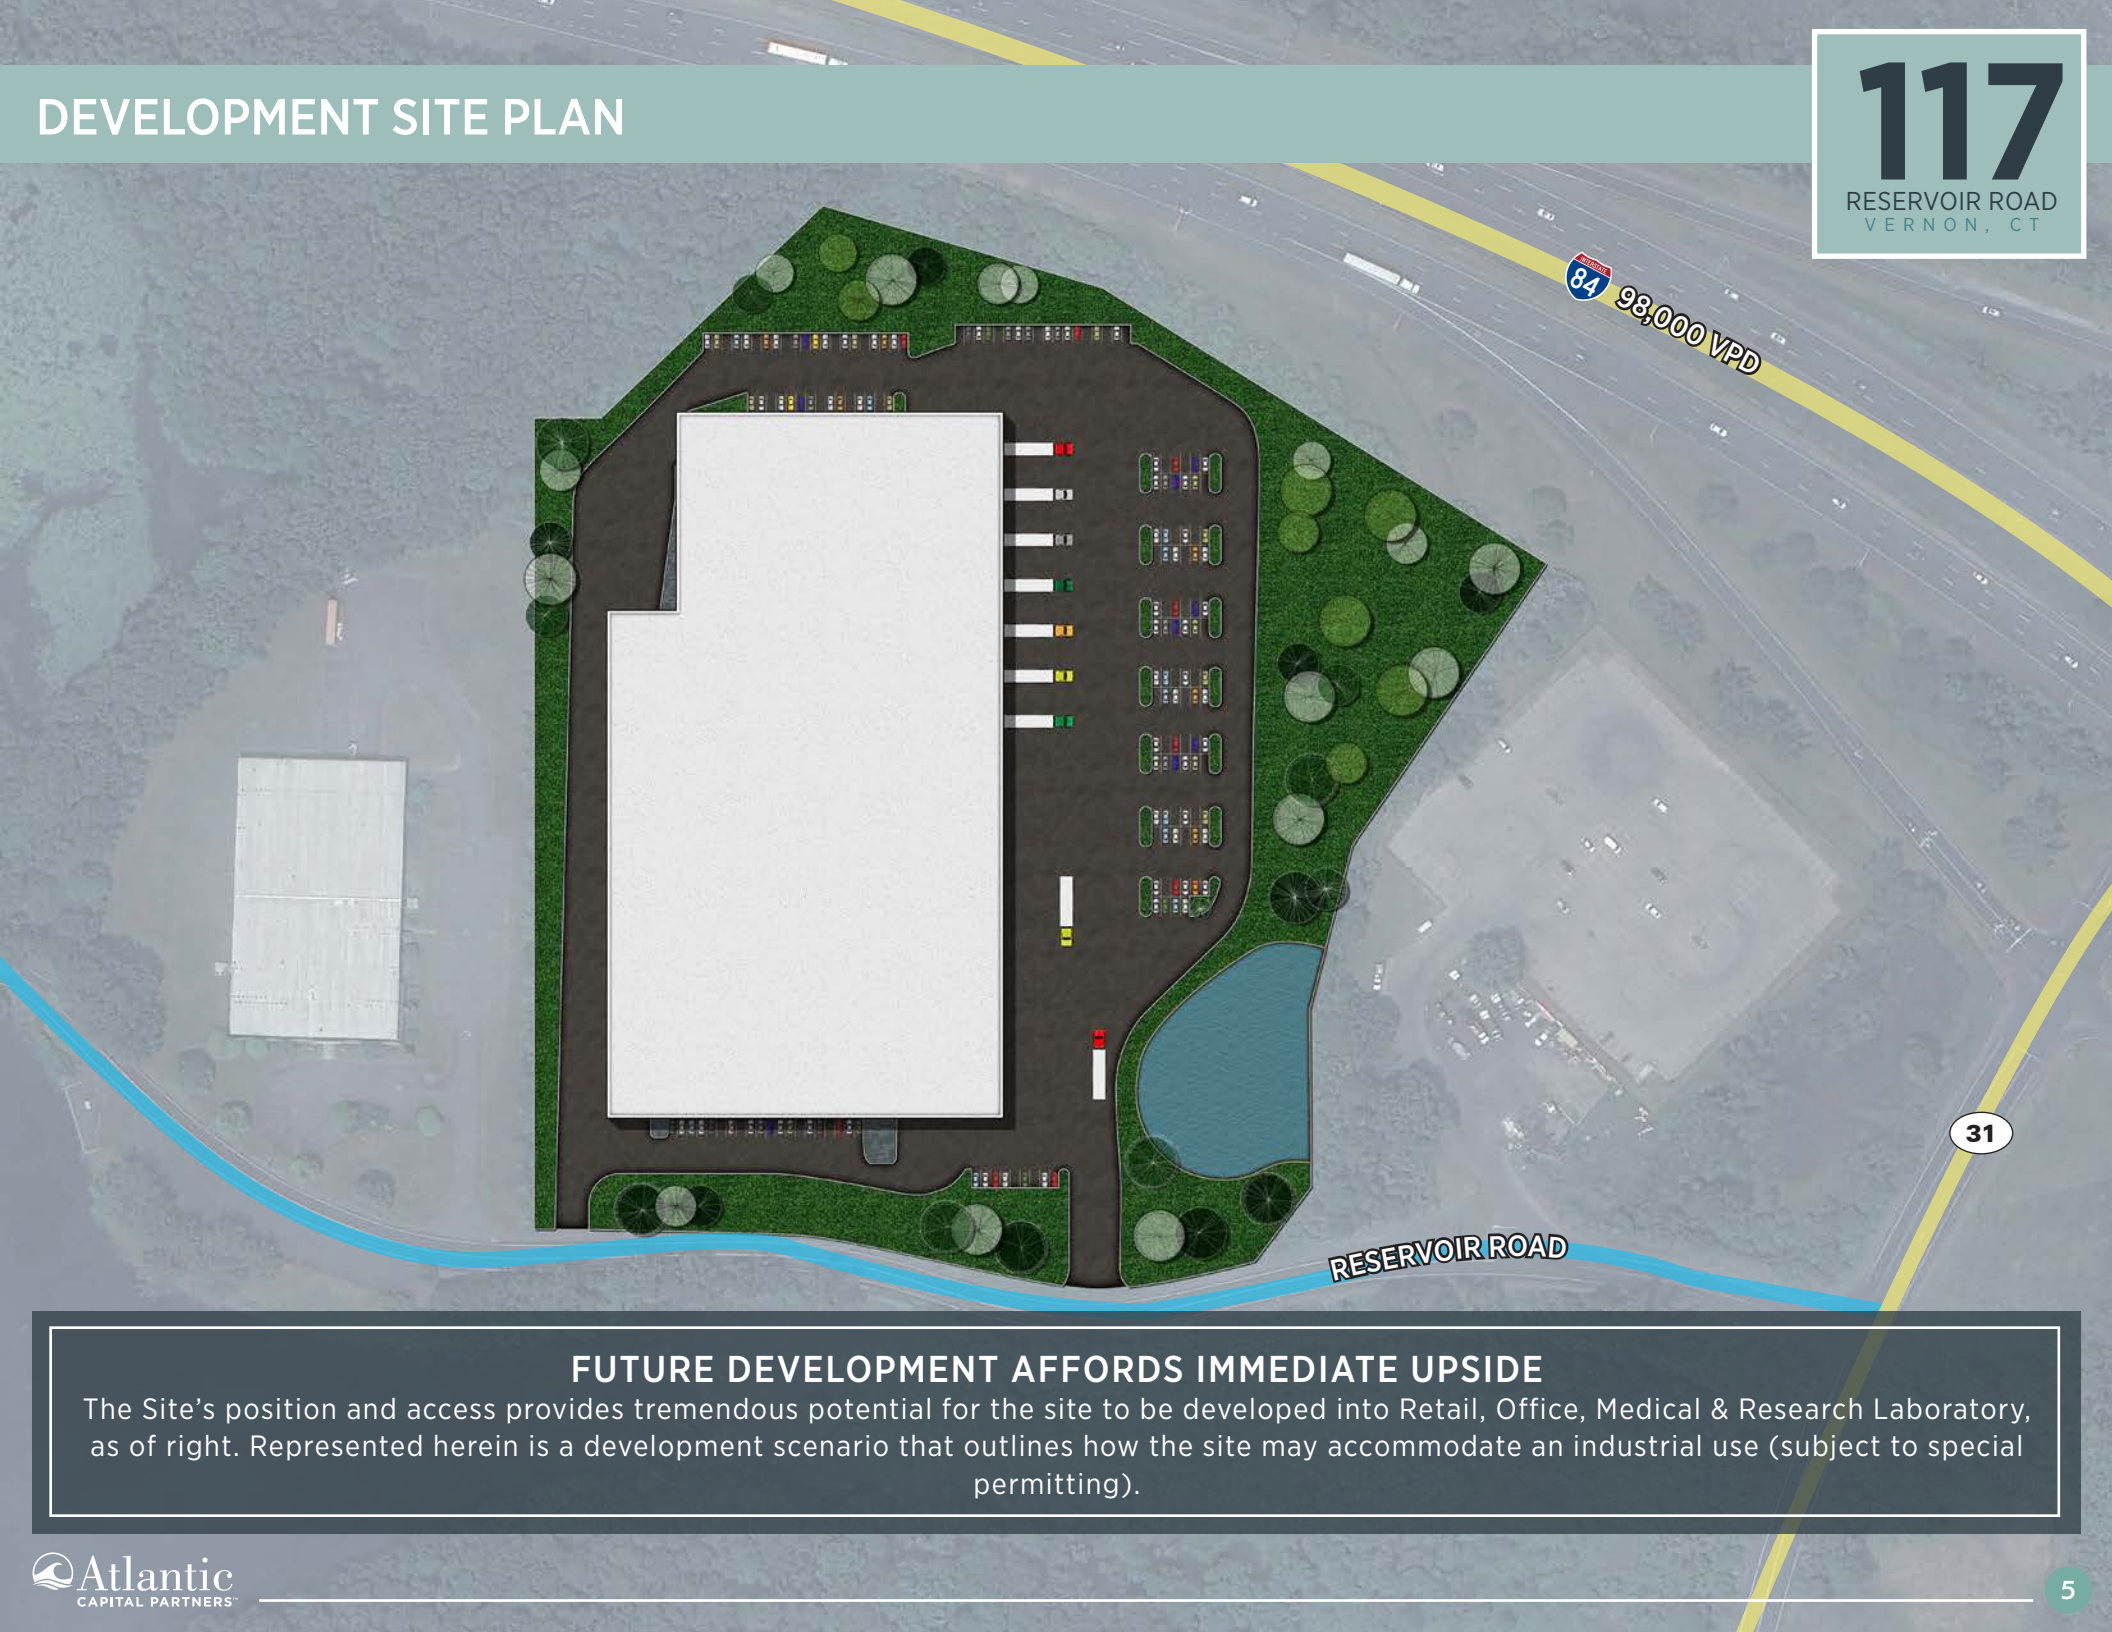 DEVELOPMENT SITE PLAN
117
RESERVOIR ROAD
VERNON, CT
INTERSTATE
84
98,000 VPD
31
RESERVOIR ROAD
FUTURE DEVELOPMENT AFFORDS IMMEDIATE UPSIDE
The Site’s position and access provides tremendous potential for the site to be developed into Retail, Office, Medical & Research Laboratory,
as of right. Represented herein is a development scenario that outlines how the site may accommodate an industrial use (subject to special
permitting).
Atlantic
CAPITAL PARTNERS™
5